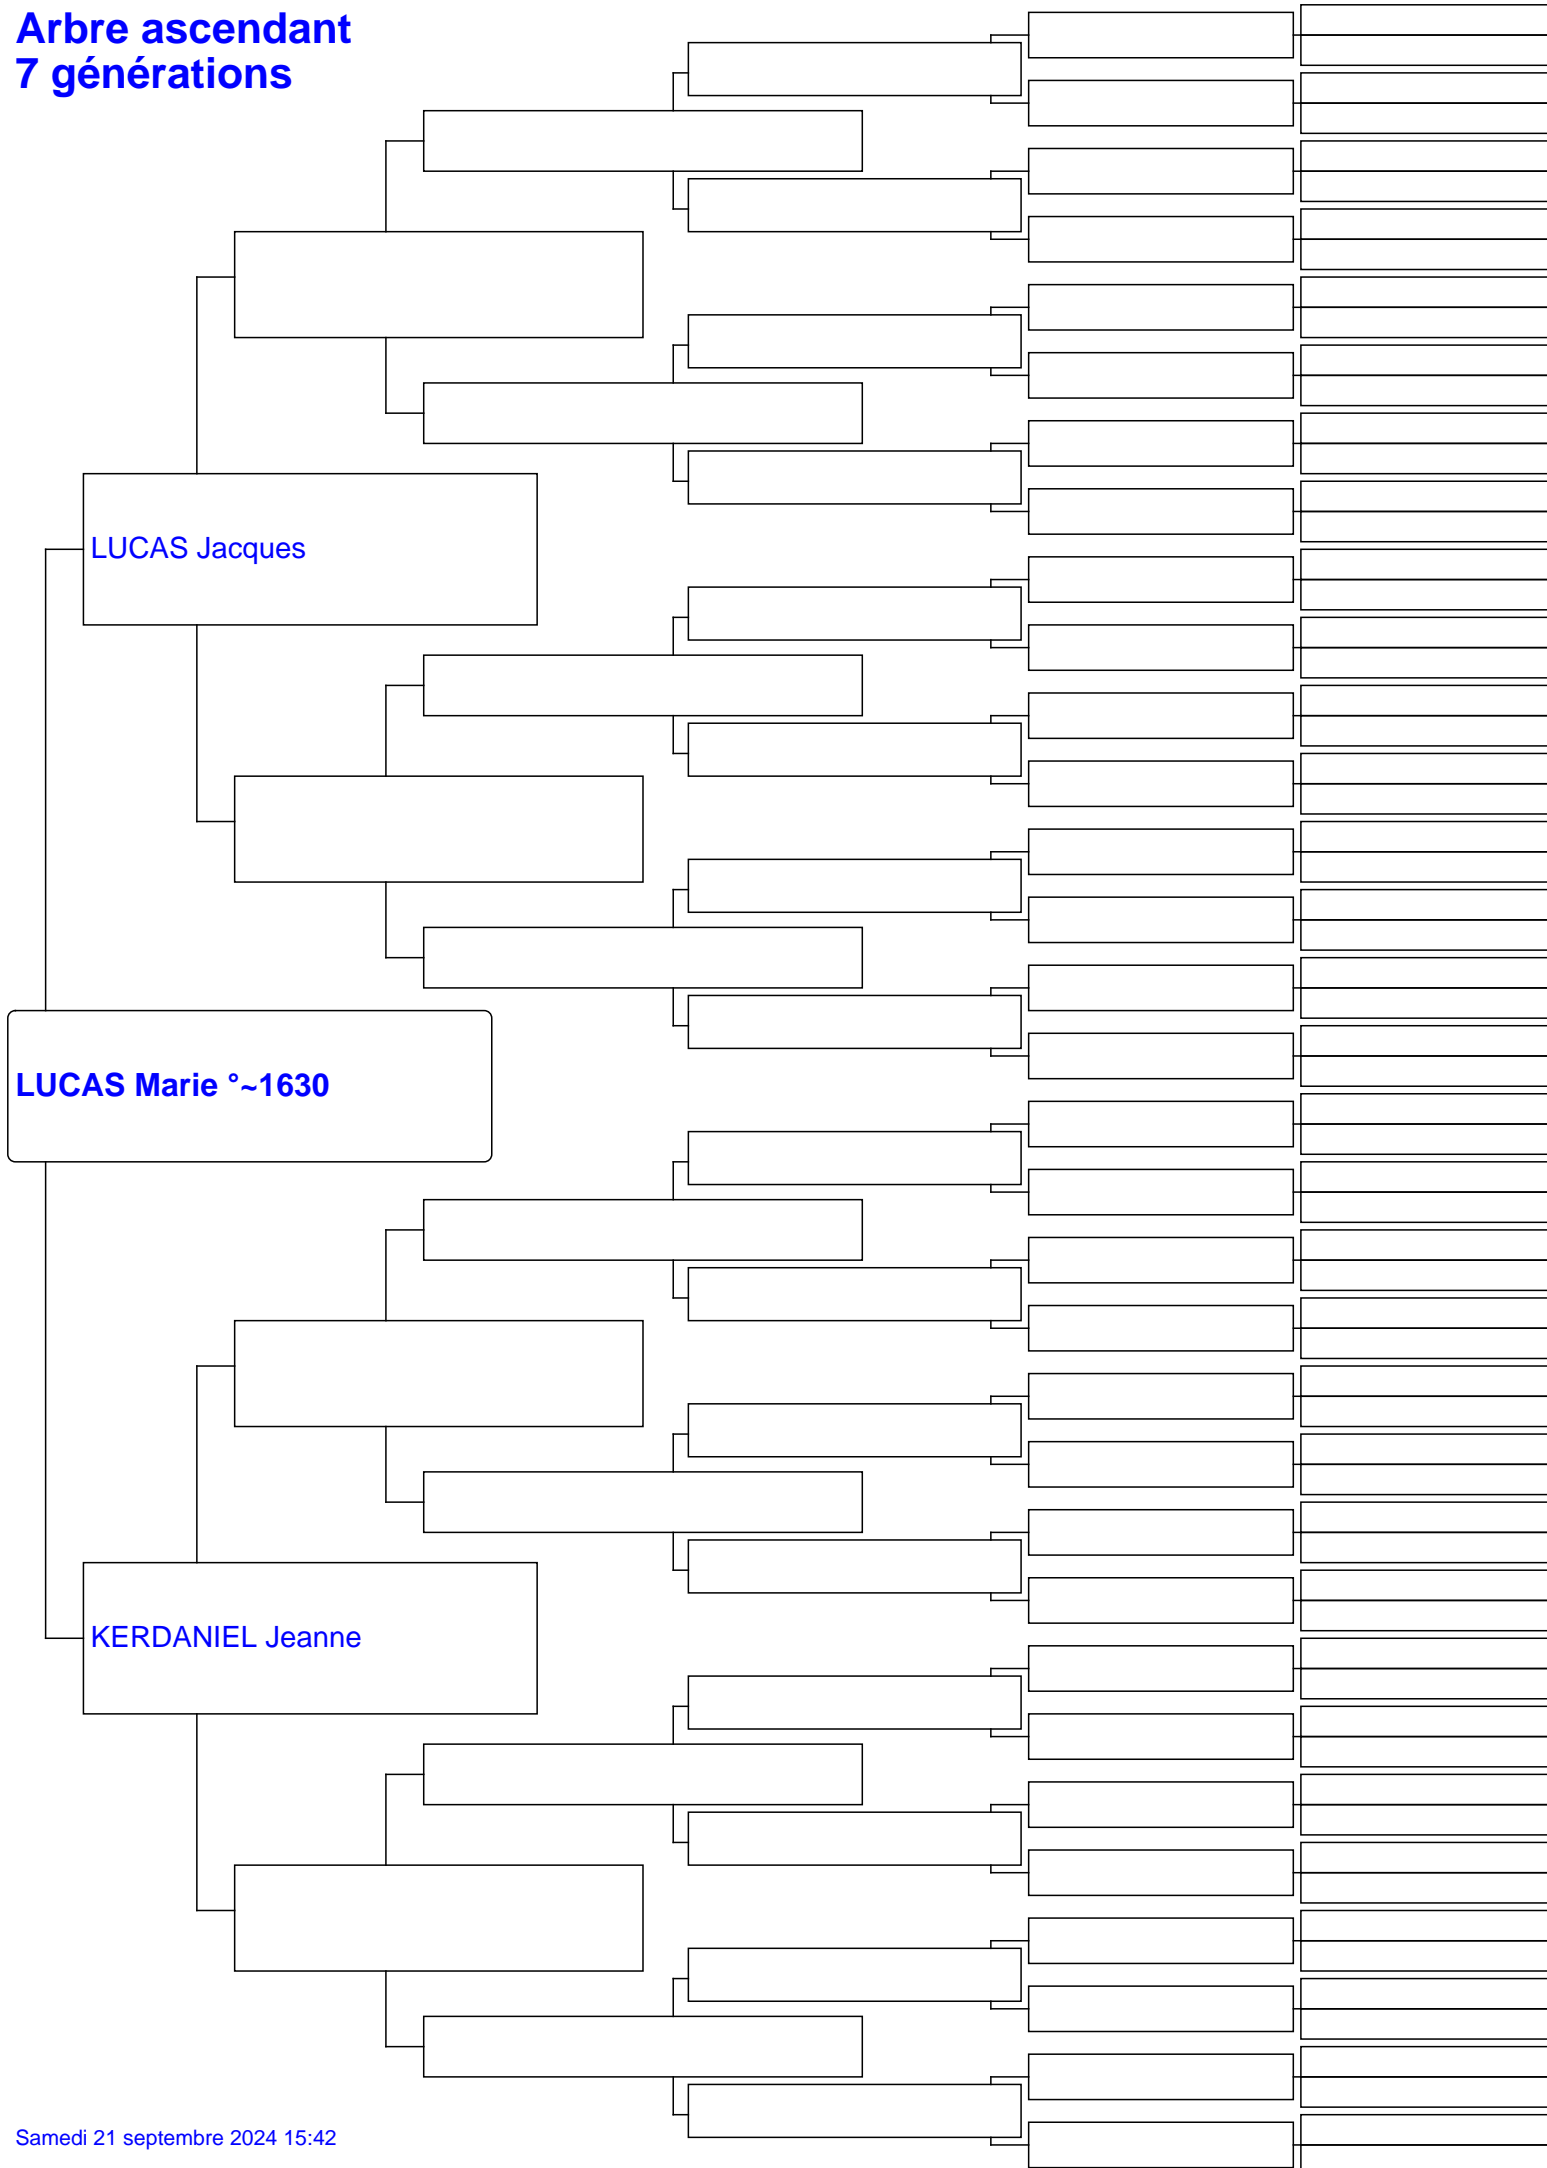 Arbre ascendant
7 générations
LUCAS Jacques
LUCAS Marie °~1630
KERDANIEL Jeanne
Samedi 21 septembre 2024 15:42